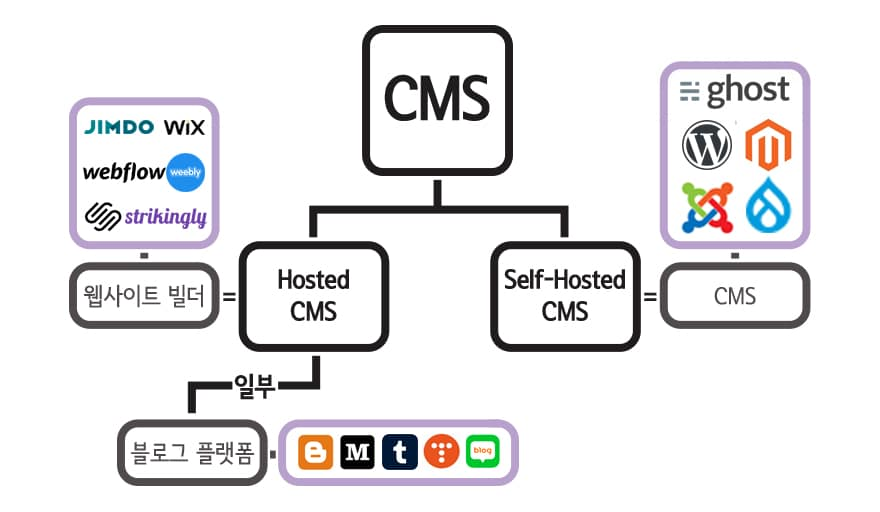 CMS
ghost
JIMDO WiX
webflow weebly
strikingly
웹사이트 빌더
=
Hosted
CMS
Self-Hosted
CMS
=
CMS
일부
블로그 플랫폼
M
t
blog